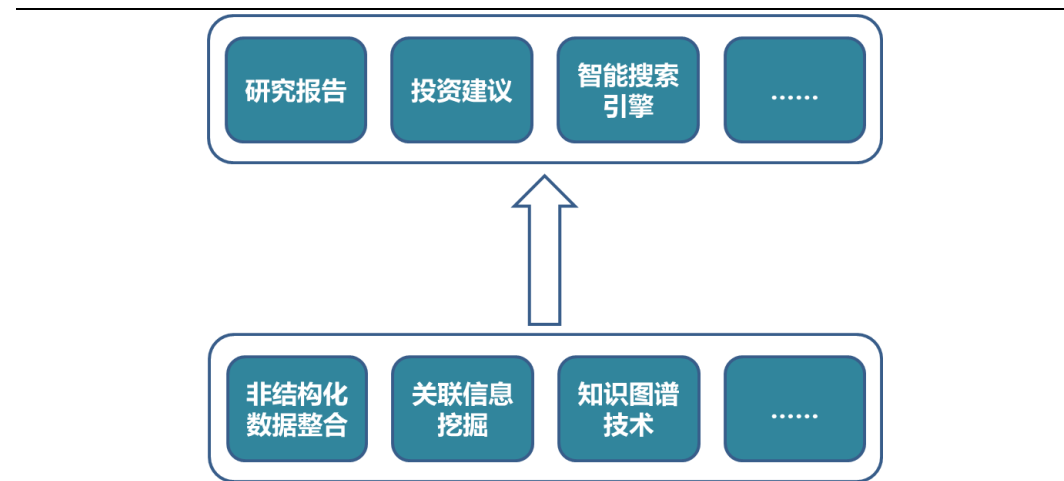 研究报告
投资建议
智能搜索
引擎
······
非结构化
数据整合
关联信息
挖掘
知识图谱
技术
······